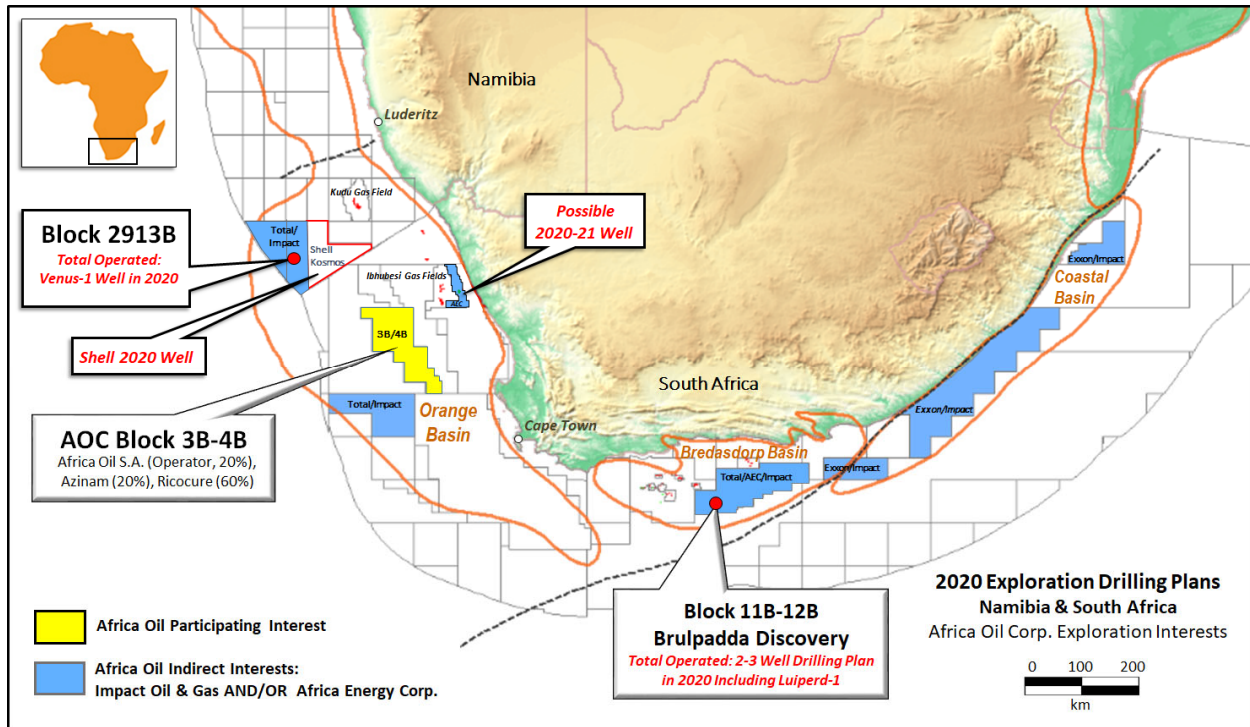 Namibia
Luderitz
Kudu Gas Field
Possible
2020-21 Well
Block 2913B
Total Operated:
Venus-1 Well in 2020
Total/
Impact
Shell
Kosmos
Ibhubesi Gas Fields
AEC
Exxon/Impact
Coastal
Basin
Shell 2020 Well
3B/4B
South Africa
AOC Block 3B-4B
Africa Oil S.A. (Operator, 20%),
Azinam (20%), Ricocure (60%)
Total/Impact
Orange
Basin
Cape Town
Exxon/Impact
Bredasdorp Basin
Total/AEC/Impact
Exxon/Impact
Block 11B-12B
Brulpadda Discovery
Total Operated: 2-3 Well Drilling Plan
in 2020 Including Luiperd-1
2020 Exploration Drilling Plans
Namibia & South Africa
Africa Oil Corp. Exploration Interests
0 100 200
km
Africa Oil Participating Interest
Africa Oil Indirect Interests:
Impact Oil & Gas AND/OR Africa Energy Corp.